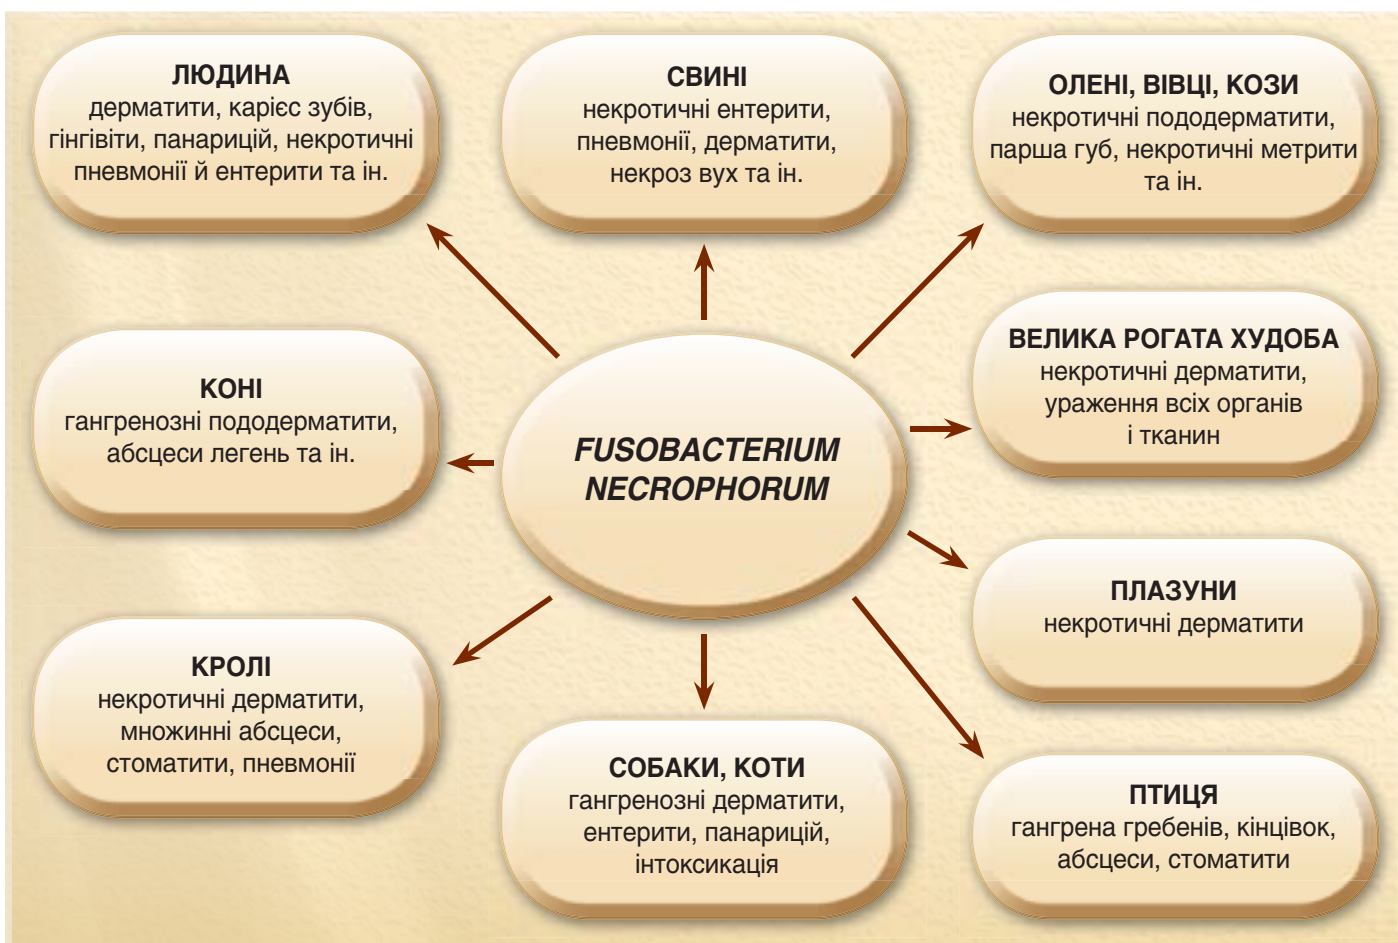 ЛЮДИНА
дерматити, карієс зубів,
гінгівіти, панарицій, некротичні
пневмонії й ентерити та ін.
СВИНІ
некротичні ентерити,
пневмонії, дерматити,
некроз вух та ін.
ОЛЕНІ, ВІВЦІ, КОЗИ
некротичні пододерматити,
парша губ, некротичні метрити
та ін.
КОНІ
гангренозні пододерматити,
абсцеси легень та ін.
FUSOBACTERIUM
NECROPHORUM
ВЕЛИКА РОГАТА ХУДОБА
некротичні дерматити,
ураження всіх органів
і тканин
ПЛАЗУНИ
некротичні дерматити
КРОЛІ
некротичні дерматити,
множинні абсцеси,
стоматити, пневмонії
СОБАКИ, КОТИ
гангренозні дерматити,
ентерити, панарицій,
інтоксикація
ПТИЦЯ
гангрена гребенів, кінцівок,
абсцеси, стоматити